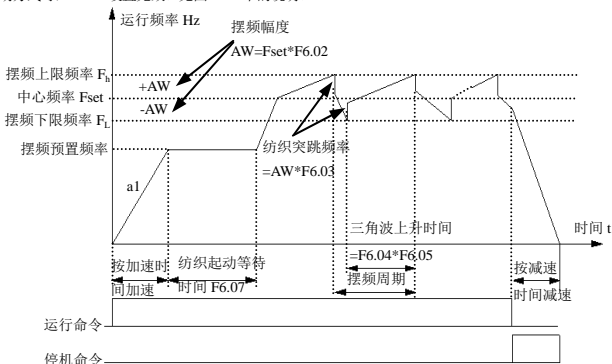 运行频率 Hz
摆频幅度
AW=Fset*F6.02
摆频上限频率 Fh
+AW
中心频率 Fset
-AW
摆频下限频率 FL
摆频预置频率
纺织突跳频率
=AW*F6.03
a1
三角波上升时间
时间 t
=F6.04*F6.05
按加速时
间加速
纺织起动等待
时间 F6.07
摆频周期
按减速
时间减速
运行命令
停机命令